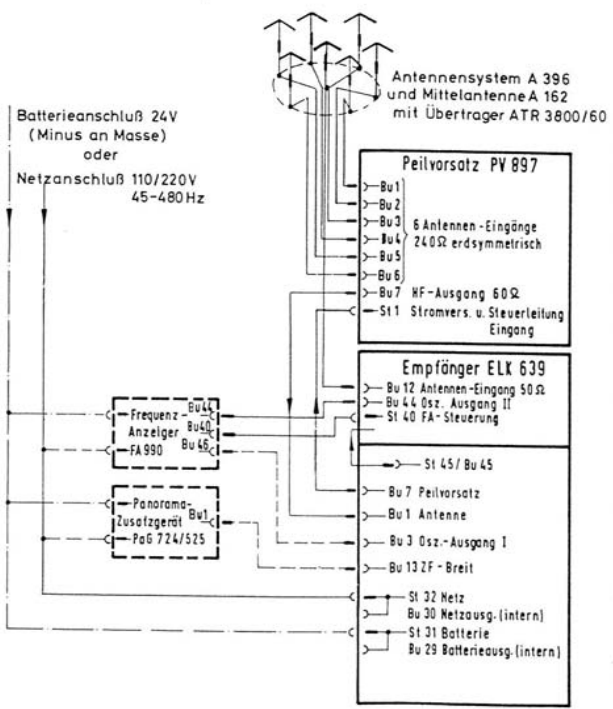 Antennensystem A 396
und Mittelantenne A 162
mit Übertrager ATR 3800/60
Batterieanschluß 24V
(Minus an Masse)
oder
Netzanschluß 110/220V
45-480Hz
Peilvorsatz PV 897
Bu 1
Bu 2
Bu 3
Bu 4
Bu 5
Bu 6
6 Antennen-Eingänge
240Ω erdsymmetrisch
Bu 7 HF-Ausgang 60Ω
St 1 Stromvers. u. Steuerleitung
Eingang
Empfänger ELK 639
Bu 12 Antennen-Eingang 50Ω
Bu 44 Osz. Ausgang II
St 40 FA-Steuerung
St 45/Bu 45
Bu 7 Peilvorsatz
Bu 1 Antenne
Bu 3 Osz.-Ausgang I
Bu 13 ZF-Breit
St 32 Netz
Bu 30 Netzausg. (intern)
St 31 Batterie
Bu 29 Batterieausg. (intern)
Frequenz-
Anzeiger
FA 990
Bu 44
Bu 40
Bu 46
Panorama-
Zusatzgerät
PaG 724/525
Bu 1